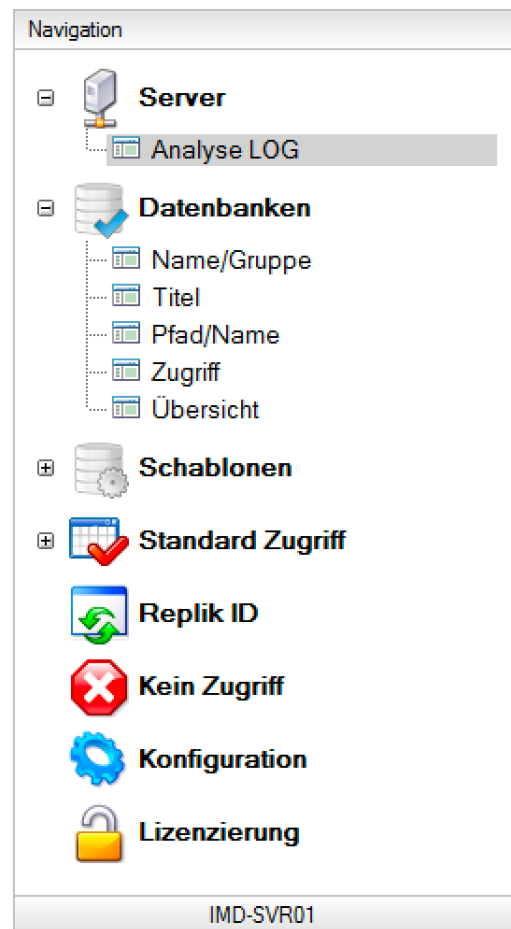 Navigation
Server
Analyse LOG
Datenbanken
Name/Gruppe
Titel
Pfad/Name
Zugriff
Übersicht
Schablonen
Standard Zugriff
Replik ID
Kein Zugriff
Konfiguration
Lizenzierung
IMD-SVR01